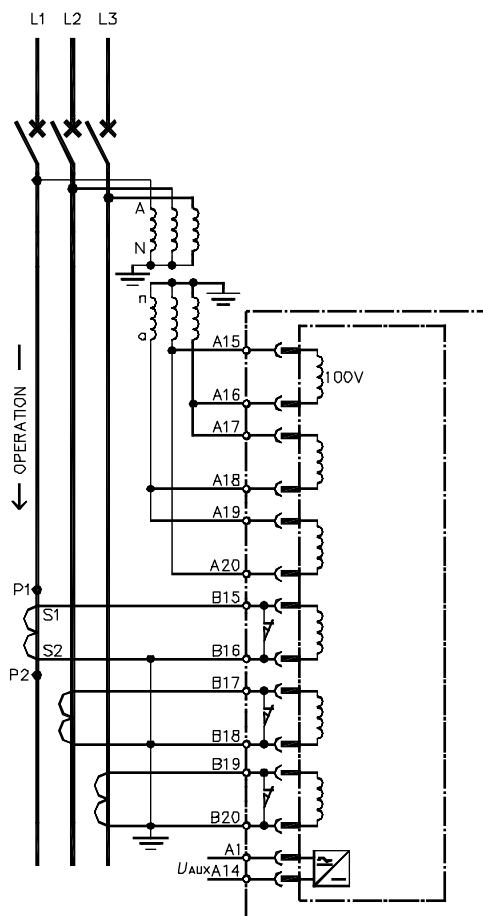 L1 L2 L3
A
N
n
a
A15
100V
A16
A17
OPERATION
A18
A19
A20
P1
B15
S1
S2
B16
P2
B17
B18
B19
B20
A1
UAUX A14